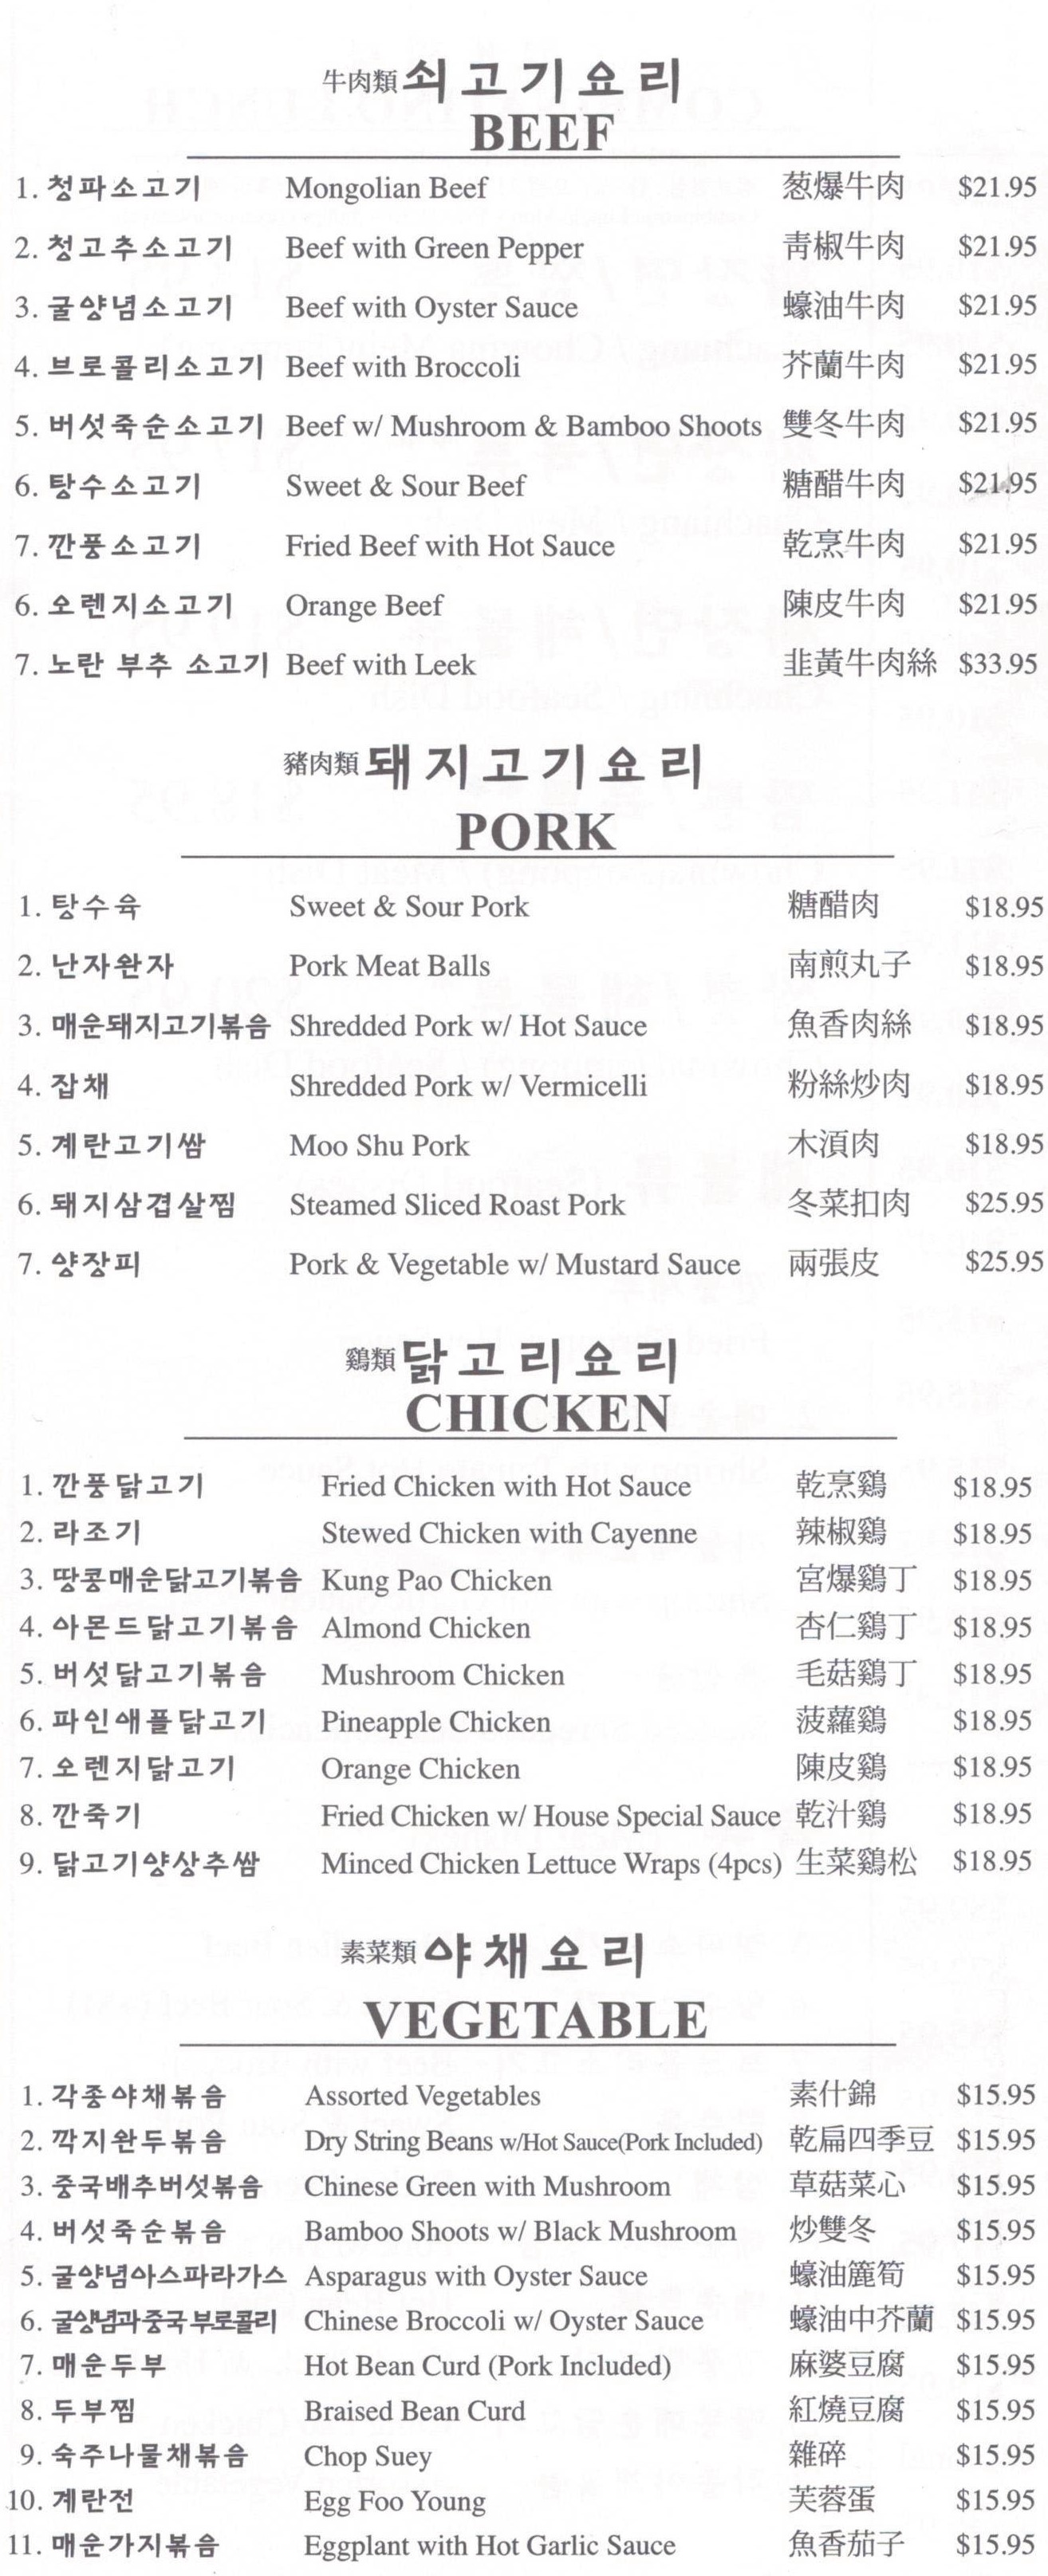 牛肉類 쇠고기요리
BEEF
1. 청파소고기 Mongolian Beef 葱爆牛肉 $21.95
2. 청고추소고기 Beef with Green Pepper 靑椒牛肉 $21.95
3. 굴양념소고기 Beef with Oyster Sauce 蠔油牛肉 $21.95
4. 브로콜리소고기 Beef with Broccoli 芥蘭牛肉 $21.95
5. 버섯죽순소고기 Beef w/ Mushroom & Bamboo Shoots 雙冬牛肉 $21.95
6. 탕수소고기 Sweet & Sour Beef 糖醋牛肉 $21.95
7. 깐풍소고기 Fried Beef with Hot Sauce 乾烹牛肉 $21.95
6. 오렌지소고기 Orange Beef 陳皮牛肉 $21.95
7. 노란 부추 소고기 Beef with Leek 韭黃牛肉絲 $33.95
豬肉類 돼지고기요리
PORK
1. 탕수육 Sweet & Sour Pork 糖醋肉 $18.95
2. 난자완자 Pork Meat Balls 南煎丸子 $18.95
3. 매운돼지고기볶음 Shredded Pork w/ Hot Sauce 魚香肉絲 $18.95
4. 잡채 Shredded Pork w/ Vermicelli 粉絲炒肉 $18.95
5. 계란고기쌈 Moo Shu Pork 木湏肉 $18.95
6. 돼지삼겹살찜 Steamed Sliced Roast Pork 冬菜扣肉 $25.95
7. 양장피 Pork & Vegetable w/ Mustard Sauce 兩張皮 $25.95
鷄類 닭고리요리
CHICKEN
1. 깐풍닭고기 Fried Chicken with Hot Sauce 乾烹鷄 $18.95
2. 라조기 Stewed Chicken with Cayenne 辣椒鷄 $18.95
3. 땅콩매운닭고기볶음 Kung Pao Chicken 宮爆鷄丁 $18.95
4. 아몬드닭고기볶음 Almond Chicken 杏仁鷄丁 $18.95
5. 버섯닭고기볶음 Mushroom Chicken 毛菇鷄丁 $18.95
6. 파인애플닭고기 Pineapple Chicken 菠蘿鷄 $18.95
7. 오렌지닭고기 Orange Chicken 陳皮鷄 $18.95
8. 깐죽기 Fried Chicken w/ House Special Sauce 乾汁鷄 $18.95
9. 닭고기양상추쌈 Minced Chicken Lettuce Wraps (4pcs) 生菜鷄松 $18.95
素菜類 야채요리
VEGETABLE
1. 각종야채볶음 Assorted Vegetables 素什錦 $15.95
2. 깍지완두볶음 Dry String Beans w/Hot Sauce(Pork Included) 乾扁四季豆 $15.95
3. 중국배추버섯볶음 Chinese Green with Mushroom 草菇菜心 $15.95
4. 버섯죽순볶음 Bamboo Shoots w/ Black Mushroom 炒雙冬 $15.95
5. 굴양념아스파라가스 Asparagus with Oyster Sauce 蠔油簏筍 $15.95
6. 굴양념과중국부로콜리 Chinese Broccoli w/ Oyster Sauce 蠔油中芥蘭 $15.95
7. 매운두부 Hot Bean Curd (Pork Included) 麻婆豆腐 $15.95
8. 두부찜 Braised Bean Curd 紅燒豆腐 $15.95
9. 숙주나물채볶음 Chop Suey 雜碎 $15.95
10. 계란전 Egg Foo Young 芙蓉蛋 $15.95
11. 매운가지볶음 Eggplant with Hot Garlic Sauce 魚香茄子 $15.95